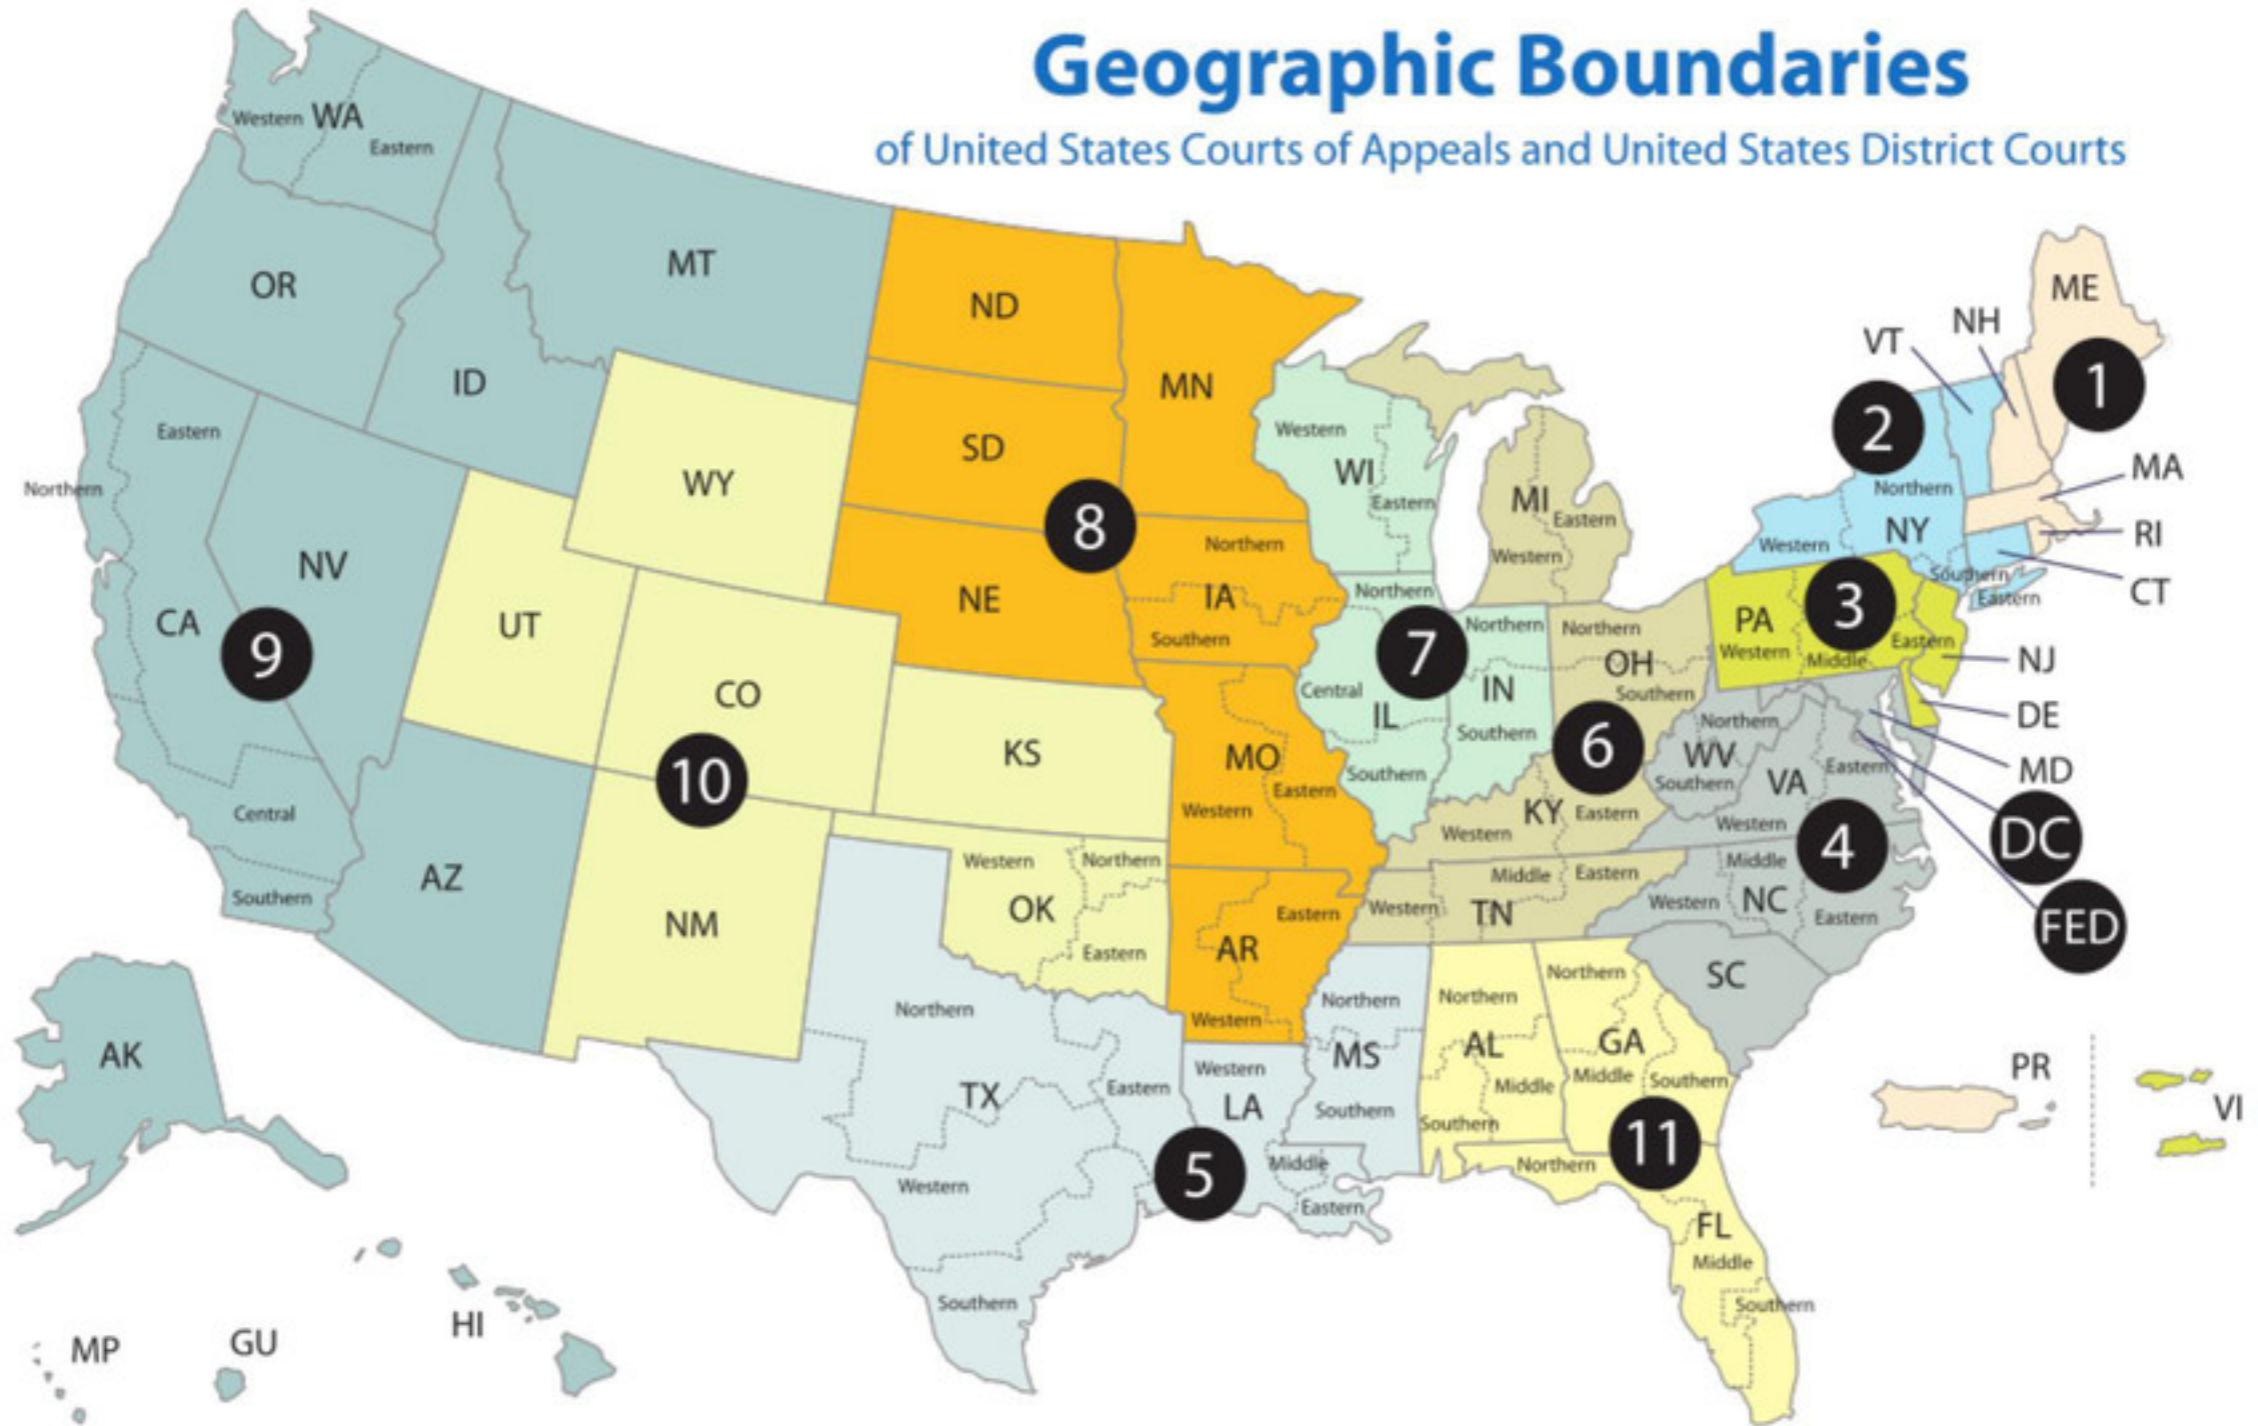 Geographic Boundaries
of United States Courts of Appeals and United States District Courts
Western
WA
Eastern
OR
MT
ID
Eastern
Northern
NV
CA
9
Central
Southern
AZ
WY
UT
CO
10
KS
NM
Western
Northern
OK
Eastern
ND
MN
SD
8
NE
Northern
IA
Southern
MO
Western
Eastern
AR
Eastern
Western
Western
WI
Eastern
Northern
7
Central
IL
Southern
Northern
IN
Southern
MI
Eastern
Western
Northern
OH
Southern
6
KY
Western
Eastern
Middle
Eastern
Western
TN
ME
NH
VT
1
2
MA
Northern
NY
RI
Western
Southern
CT
Eastern
3
PA
Western
Middle
Eastern
NJ
DE
MD
Northern
WV
Southern
VA
Eastern
Western
4
DC
FED
Middle
Western
NC
Eastern
SC
Northern
TX
Eastern
Western
Southern
5
Western
LA
Middle
Eastern
Northern
MS
Southern
Northern
AL
Middle
Southern
Northern
GA
Middle
Southern
11
Northern
FL
Middle
Southern
PR
VI
AK
HI
GU
MP